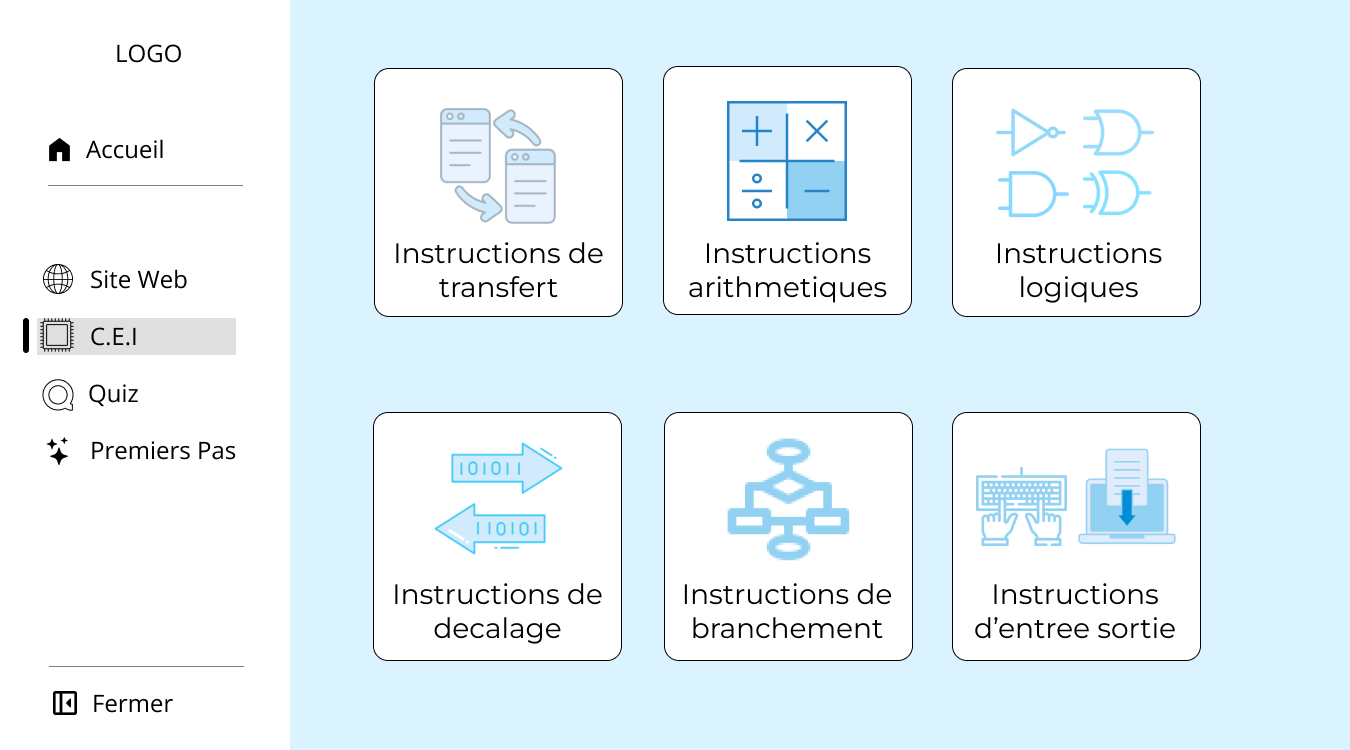 LOGO
Accueil
Site Web
C.E.I
Quiz
Premiers Pas
Fermer
Instructions de
transfert
Instructions
arithmetiques
Instructions
logiques
101011
110101
Instructions de
decalage
Instructions de
branchement
Instructions
d’entree sortie